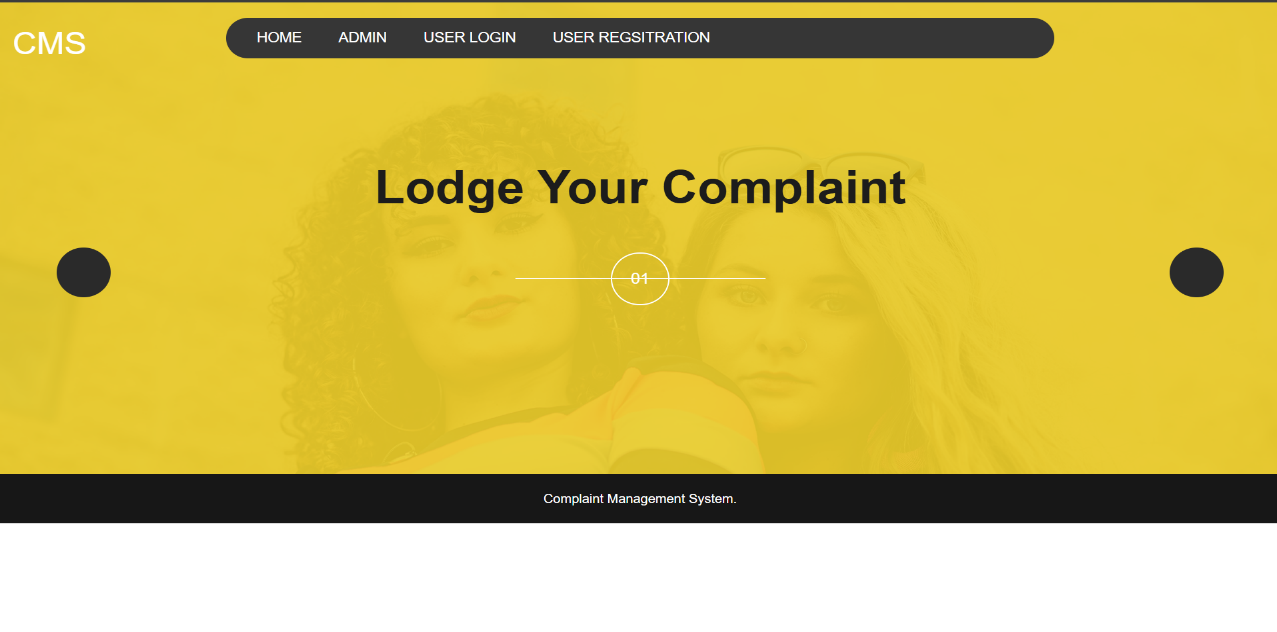 CMS
HOME ADMIN USER LOGIN USER REGSITRATION
Lodge Your Complaint
01
Complaint Management System.